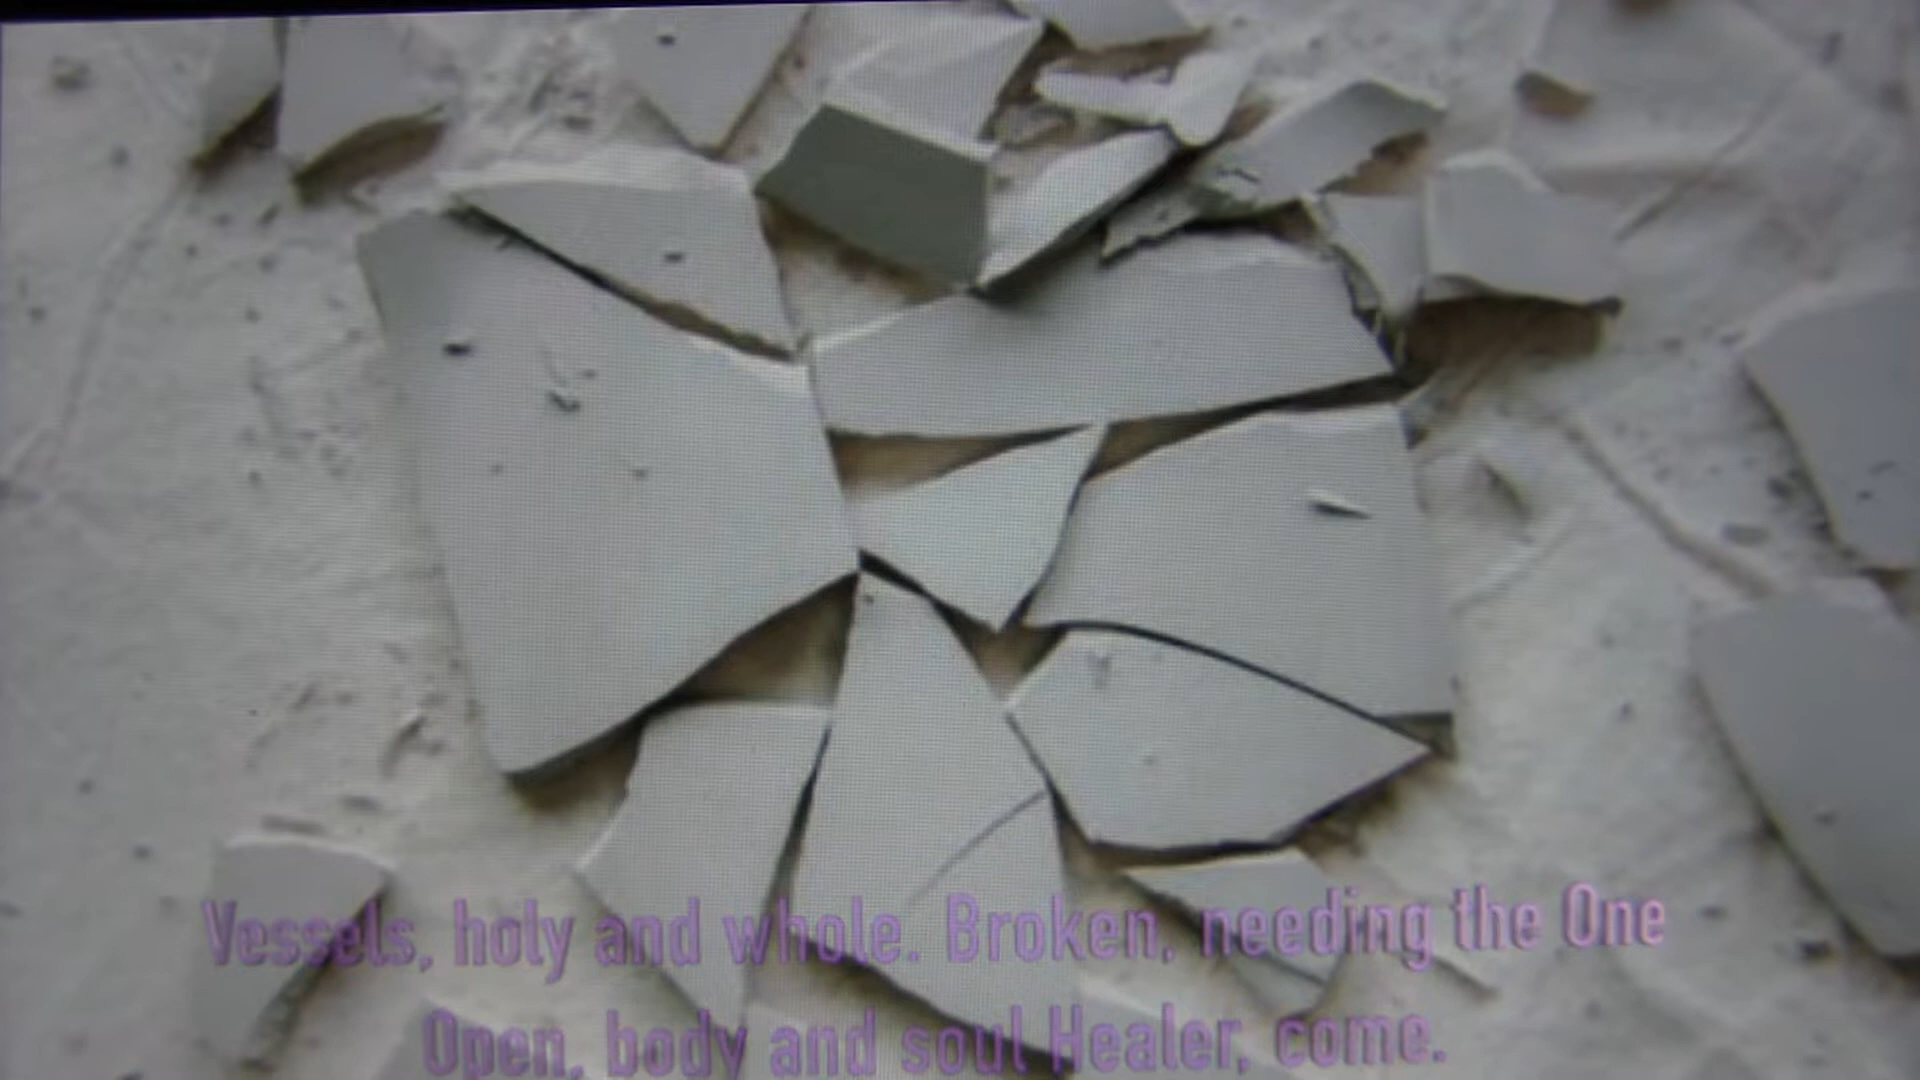 Vessels, holy and whole. Broken, needing the One
Open, body and soul Healer, come.